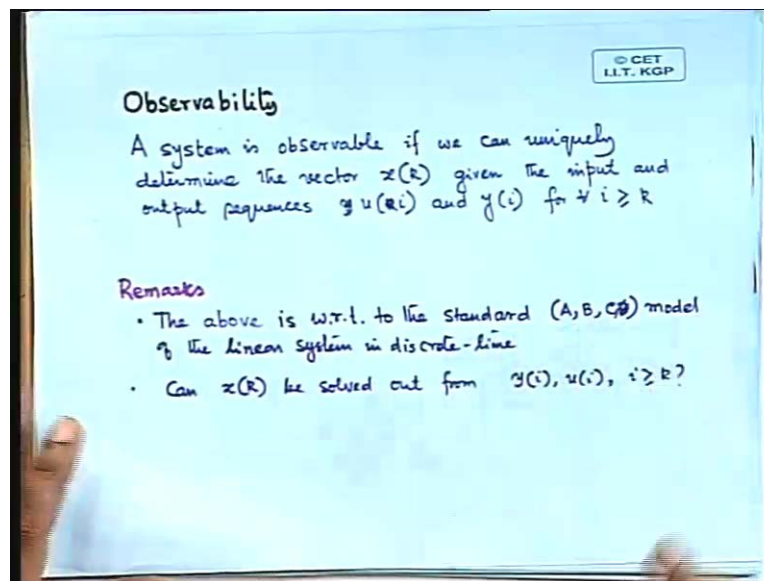 © CET
I.I.T. KGP
Observability
A system is observable if we can uniquely
determine the vector x(k) given the input and
output sequences u(i) and y(i) for ∀ i ≥ k
Remarks
• The above is w.r.t. to the standard (A, B, C) model
of the linear system in discrete-time
• Can x(k) be solved out from y(i), u(i), i ≥ k?